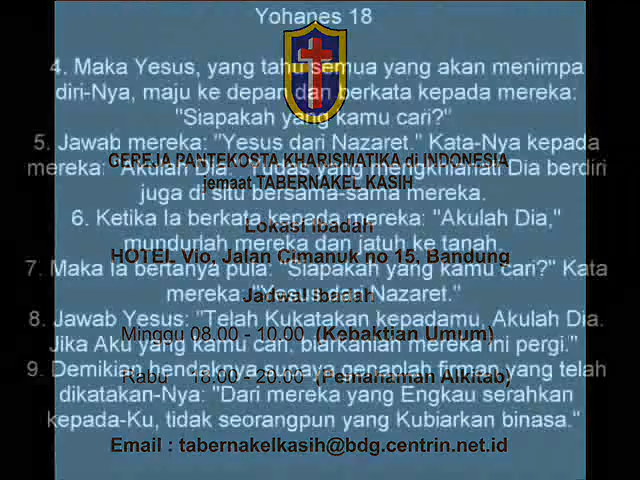 Yohanes 18
4. Maka Yesus, yang tahu semua yang akan menimpa
diri-Nya, maju ke depan dan berkata kepada mereka:
"Siapakah yang kamu cari?"
5. Jawab mereka: "Yesus dari Nazaret." Kata-Nya kepada
mereka: "Akulah Dia." Yudas yang mengkhianati Dia berdiri
juga di situ bersama-sama mereka.
6. Ketika Ia berkata kepada mereka: "Akulah Dia,"
mundurlah mereka dan jatuh ke tanah.
7. Maka Ia bertanya pula: "Siapakah yang kamu cari?" Kata
mereka: "Yesus dari Nazaret."
8. Jawab Yesus: "Telah Kukatakan kepadamu, Akulah Dia.
Jika Aku yang kamu cari, biarkanlah mereka ini pergi."
9. Demikian hendaknya supaya genaplah firman yang telah
dikatakan-Nya: "Dari mereka yang Engkau serahkan
kepada-Ku, tidak seorangpun yang Kubiarkan binasa."
GEREJA PANTEKOSTA KHARISMATIKA di INDONESIA
jemaat TABERNAKEL KASIH
Lokasi Ibadah
HOTEL Vio, Jalan Cimanuk no 15, Bandung
Jadwal Ibadah
Minggu 08.00 - 10.00 (Kebaktian Umum)
Rabu 18.00 - 20.00 (Pemahaman Alkitab)
Email : tabernakelkasih@bdg.centrin.net.id